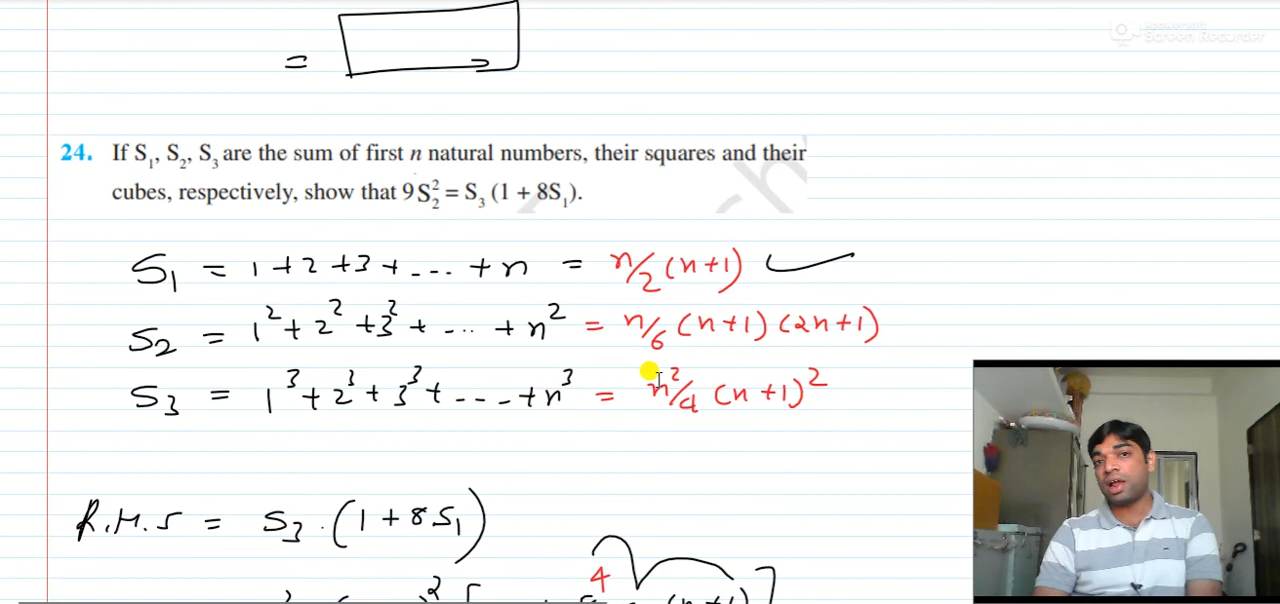 Screen Recorder
=
24. If S₁, S₂, S₃ are the sum of first n natural numbers, their squares and their
cubes, respectively, show that 9S₂² = S₃ (1 + 8S₁).
S₁ = 1+2+3+...+n = n/2 (n+1)
S₂ = 1²+2²+3²+...+n² = n/6 (n+1)(2n+1)
S₃ = 1³+2³+3³+...+n³ = n²/4 (n+1)²
R.H.S = S₃.(1+8S₁)
4